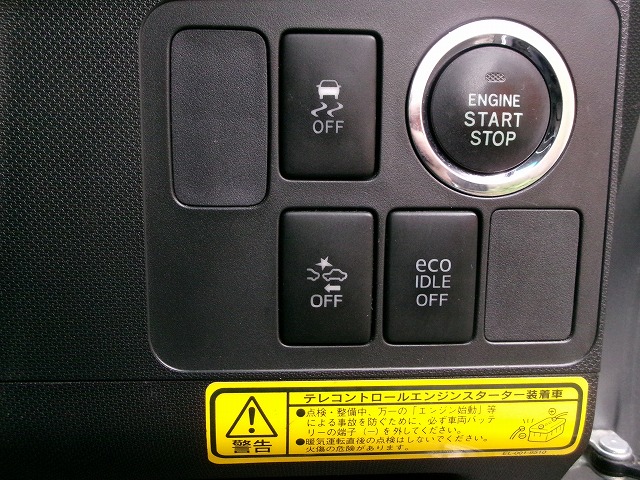 OFF
ENGINE
START
STOP
OFF
eco
IDLE
OFF
テレコントロールエンジンスターター装着車
警告
●点検・整備中、万一の「エンジン始動」等
による事故を防ぐために、必ず車両バッテ
リーの端子(ー)を外してください。
●暖気運転直後の点検はしないでください。
火傷の危険があります。